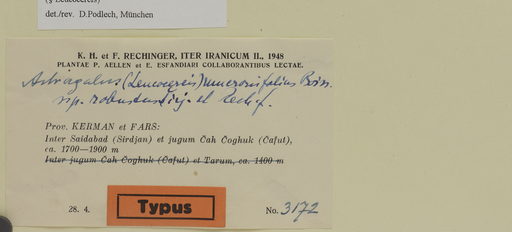 det./rev. D.Podlech, München
K. H. et F. RECHINGER, ITER IRANICUM II., 1948
PLANTAE P. AELLEN et E. ESFANDIARI COLLABORANTIBUS LECTAE.
Astragalus (Leucocercis) mucronifolius Boiss.
ssp. robustus Sirj. et Rech. f.
Prov. KERMAN et FARS:
Inter Saidabad (Sirdjan) et jugum Čah Čoghuk (Čafut),
ca. 1700—1900 m
Inter jugum Čah Čoghuk (Čafut) et Tarum, ca. 1400 m
28. 4.
Typus
No. 3172